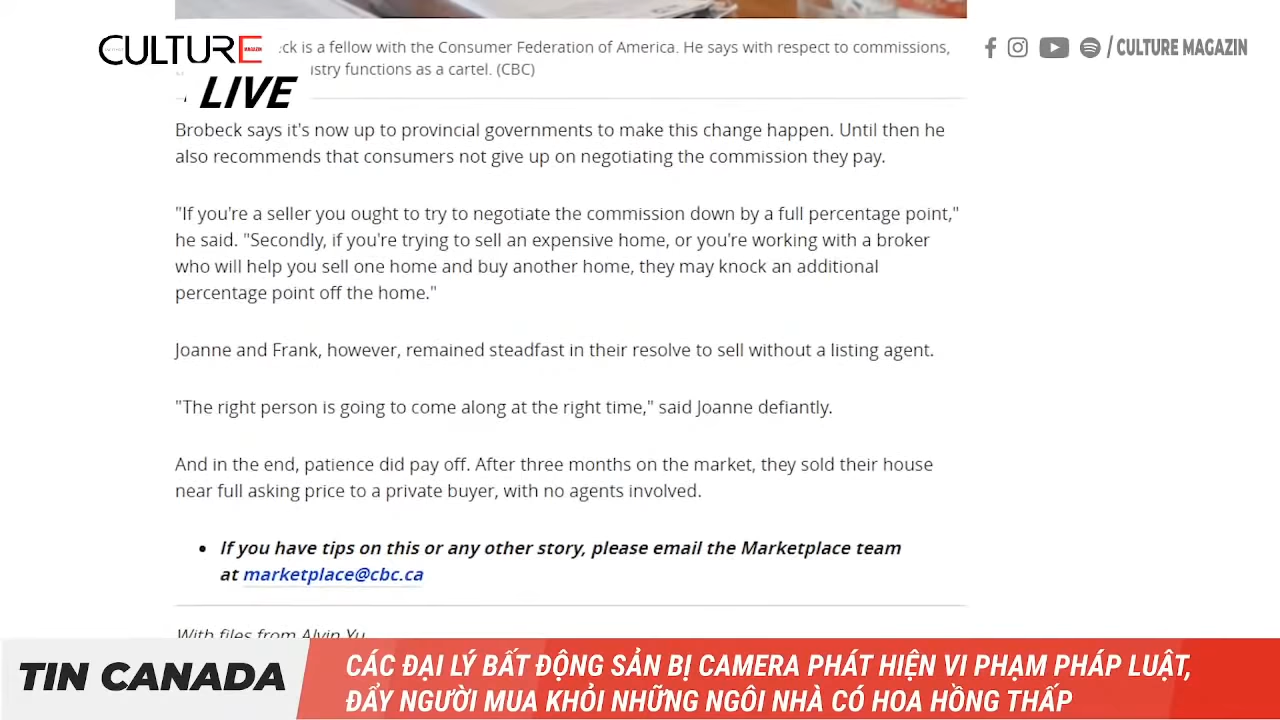 CULTURE
MAGAZIN
LIVE
/ CULTURE MAGAZIN
ck is a fellow with the Consumer Federation of America. He says with respect to commissions,
stry functions as a cartel. (CBC)
Brobeck says it's now up to provincial governments to make this change happen. Until then he
also recommends that consumers not give up on negotiating the commission they pay.
"If you're a seller you ought to try to negotiate the commission down by a full percentage point,"
he said. "Secondly, if you're trying to sell an expensive home, or you're working with a broker
who will help you sell one home and buy another home, they may knock an additional
percentage point off the home."
Joanne and Frank, however, remained steadfast in their resolve to sell without a listing agent.
"The right person is going to come along at the right time," said Joanne defiantly.
And in the end, patience did pay off. After three months on the market, they sold their house
near full asking price to a private buyer, with no agents involved.
• If you have tips on this or any other story, please email the Marketplace team
at marketplace@cbc.ca
With files from Alvin Yu
TIN CANADA
CÁC ĐẠI LÝ BẤT ĐỘNG SẢN BỊ CAMERA PHÁT HIỆN VI PHẠM PHÁP LUẬT,
ĐẨY NGƯỜI MUA KHỎI NHỮNG NGÔI NHÀ CÓ HOA HỒNG THẤP